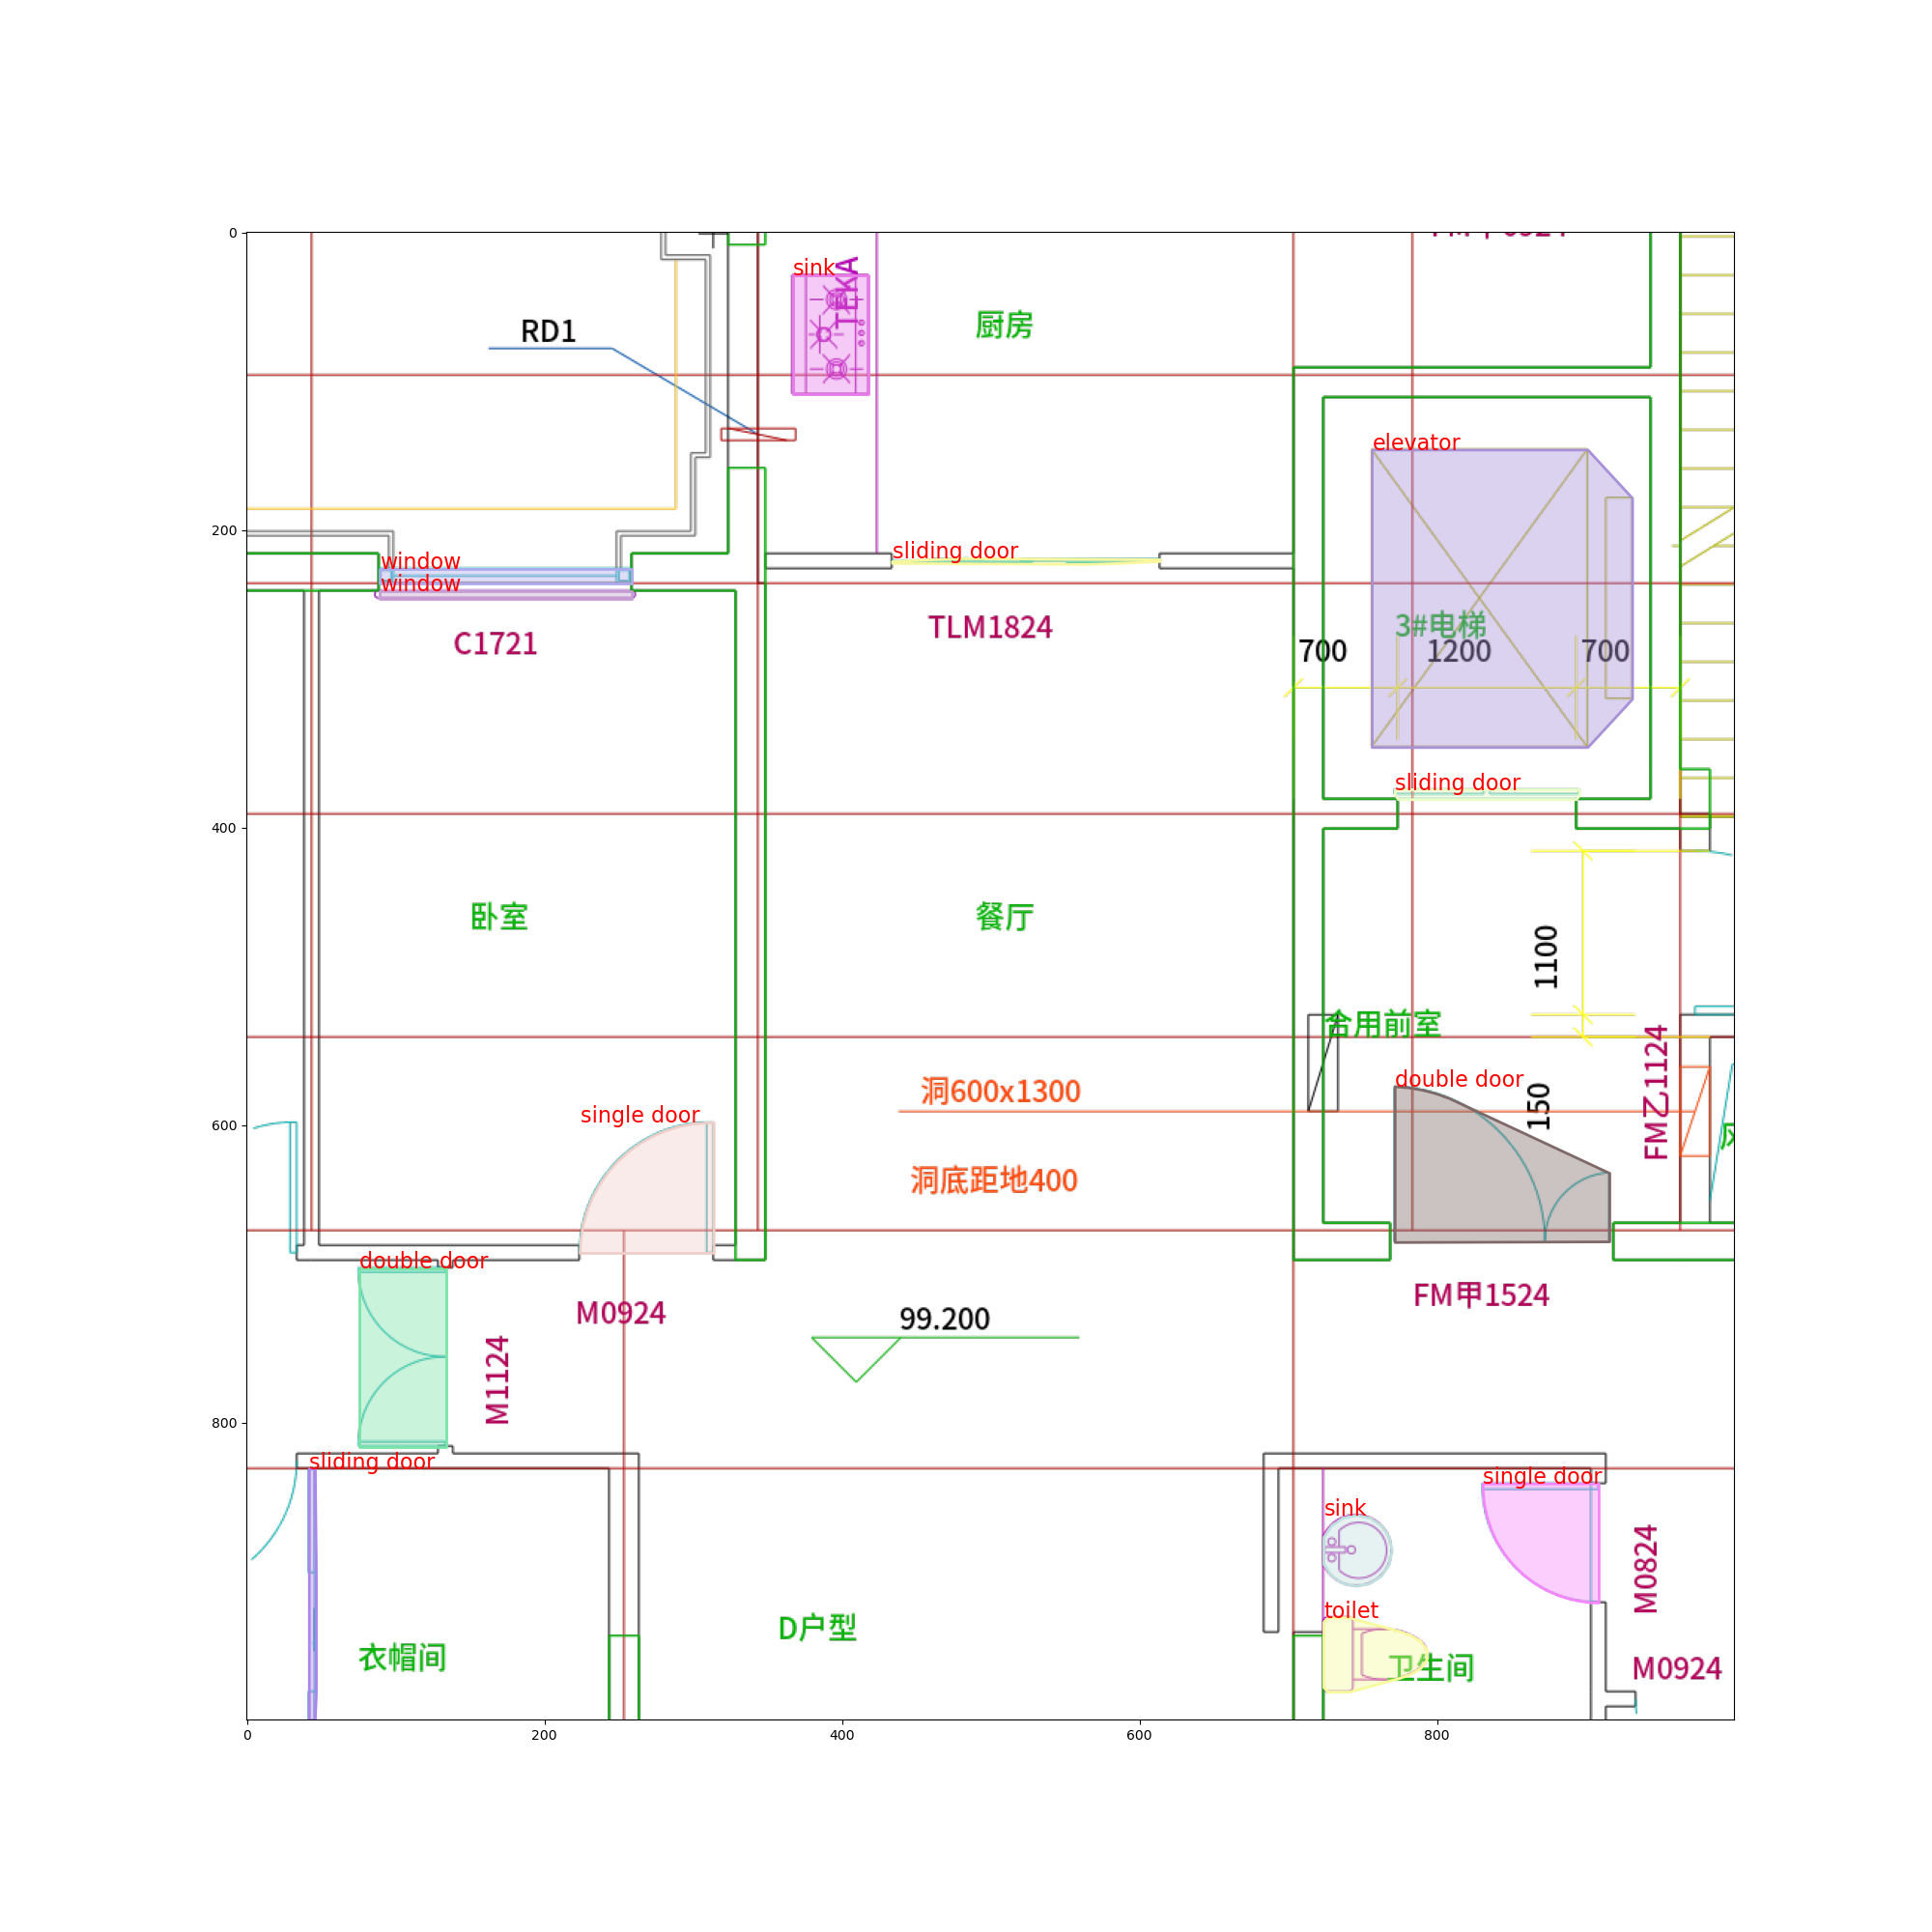 0
sink
TEKA
厨房
RD1
elevator
200
window
window
sliding door
C1721
TLM1824
3#电梯
700
1200
700
sliding door
400
卧室
餐厅
1100
合用前室
FM乙1124
洞600x1300
double door
150
600
single door
洞底距地400
double door
M0924
99.200
FM甲1524
M1124
800
sliding door
single door
sink
M0824
toilet
D户型
衣帽间
卫生间
M0924
0
200
400
600
800